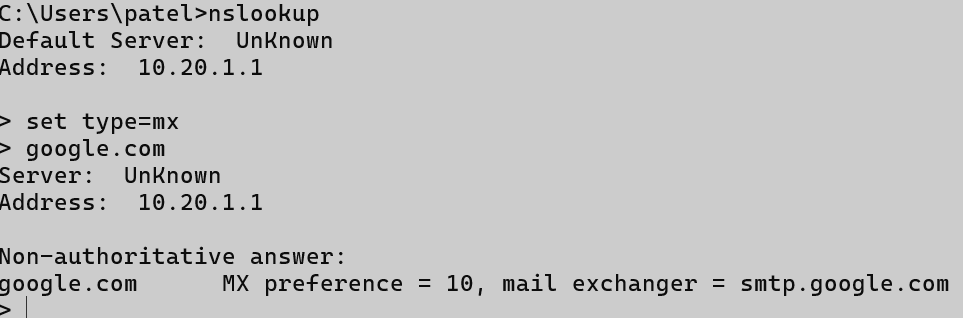 C:\Users\patel>nslookup
Default Server:  UnKnown
Address:  10.20.1.1

> set type=mx
> google.com
Server:  UnKnown
Address:  10.20.1.1

Non-authoritative answer:
google.com      MX preference = 10, mail exchanger = smtp.google.com
>